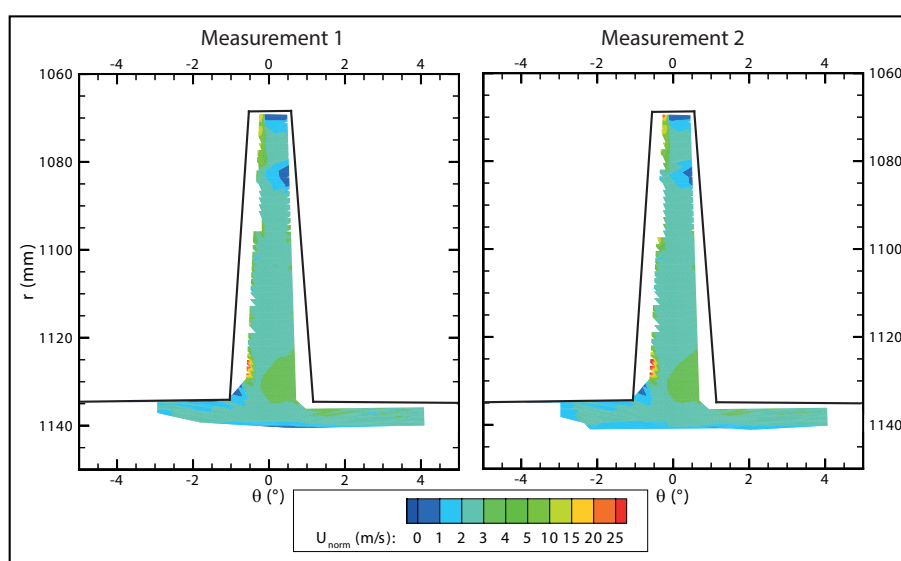 Measurement 1
Measurement 2
-4 -2 0 2 4
-4 -2 0 2 4
1060
1080
1100
1120
1140
r (mm)
1060
1080
1100
1120
1140
-4 -2 0 2 4
-4 -2 0 2 4
θ (°)
θ (°)
U norm (m/s): 0 1 2 3 4 5 10 15 20 25